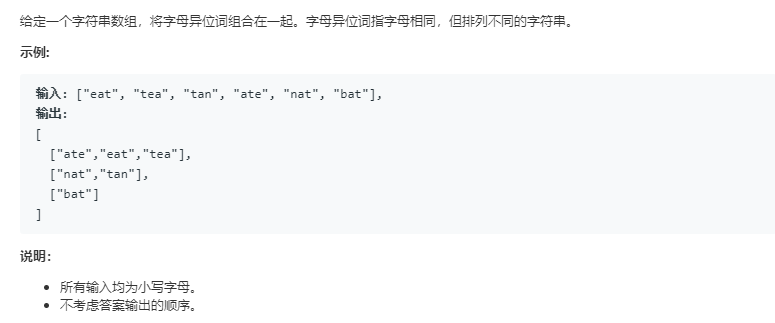 给定一个字符串数组，将字母异位词组合在一起。字母异位词指字母相同，但排列不同的字符串。
示例:
输入: ["eat", "tea", "tan", "ate", "nat", "bat"],
输出:
[
  ["ate","eat","tea"],
  ["nat","tan"],
  ["bat"]
]
说明：
• 所有输入均为小写字母。
• 不考虑答案输出的顺序。